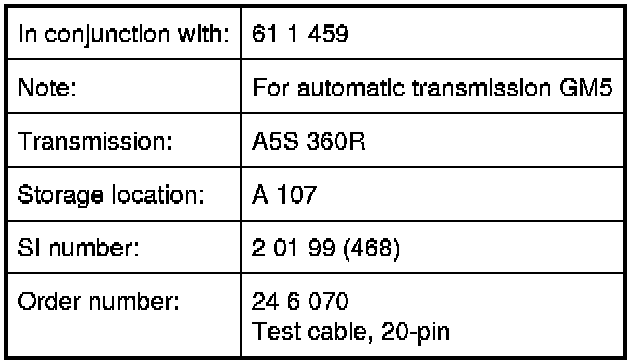 In conjunction with: 61 1 459
Note: For automatic transmission GM5
Transmission: A5S 360R
Storage location: A 107
SI number: 2 01 99 (468)
Order number: 24 6 070
Test cable, 20-pin